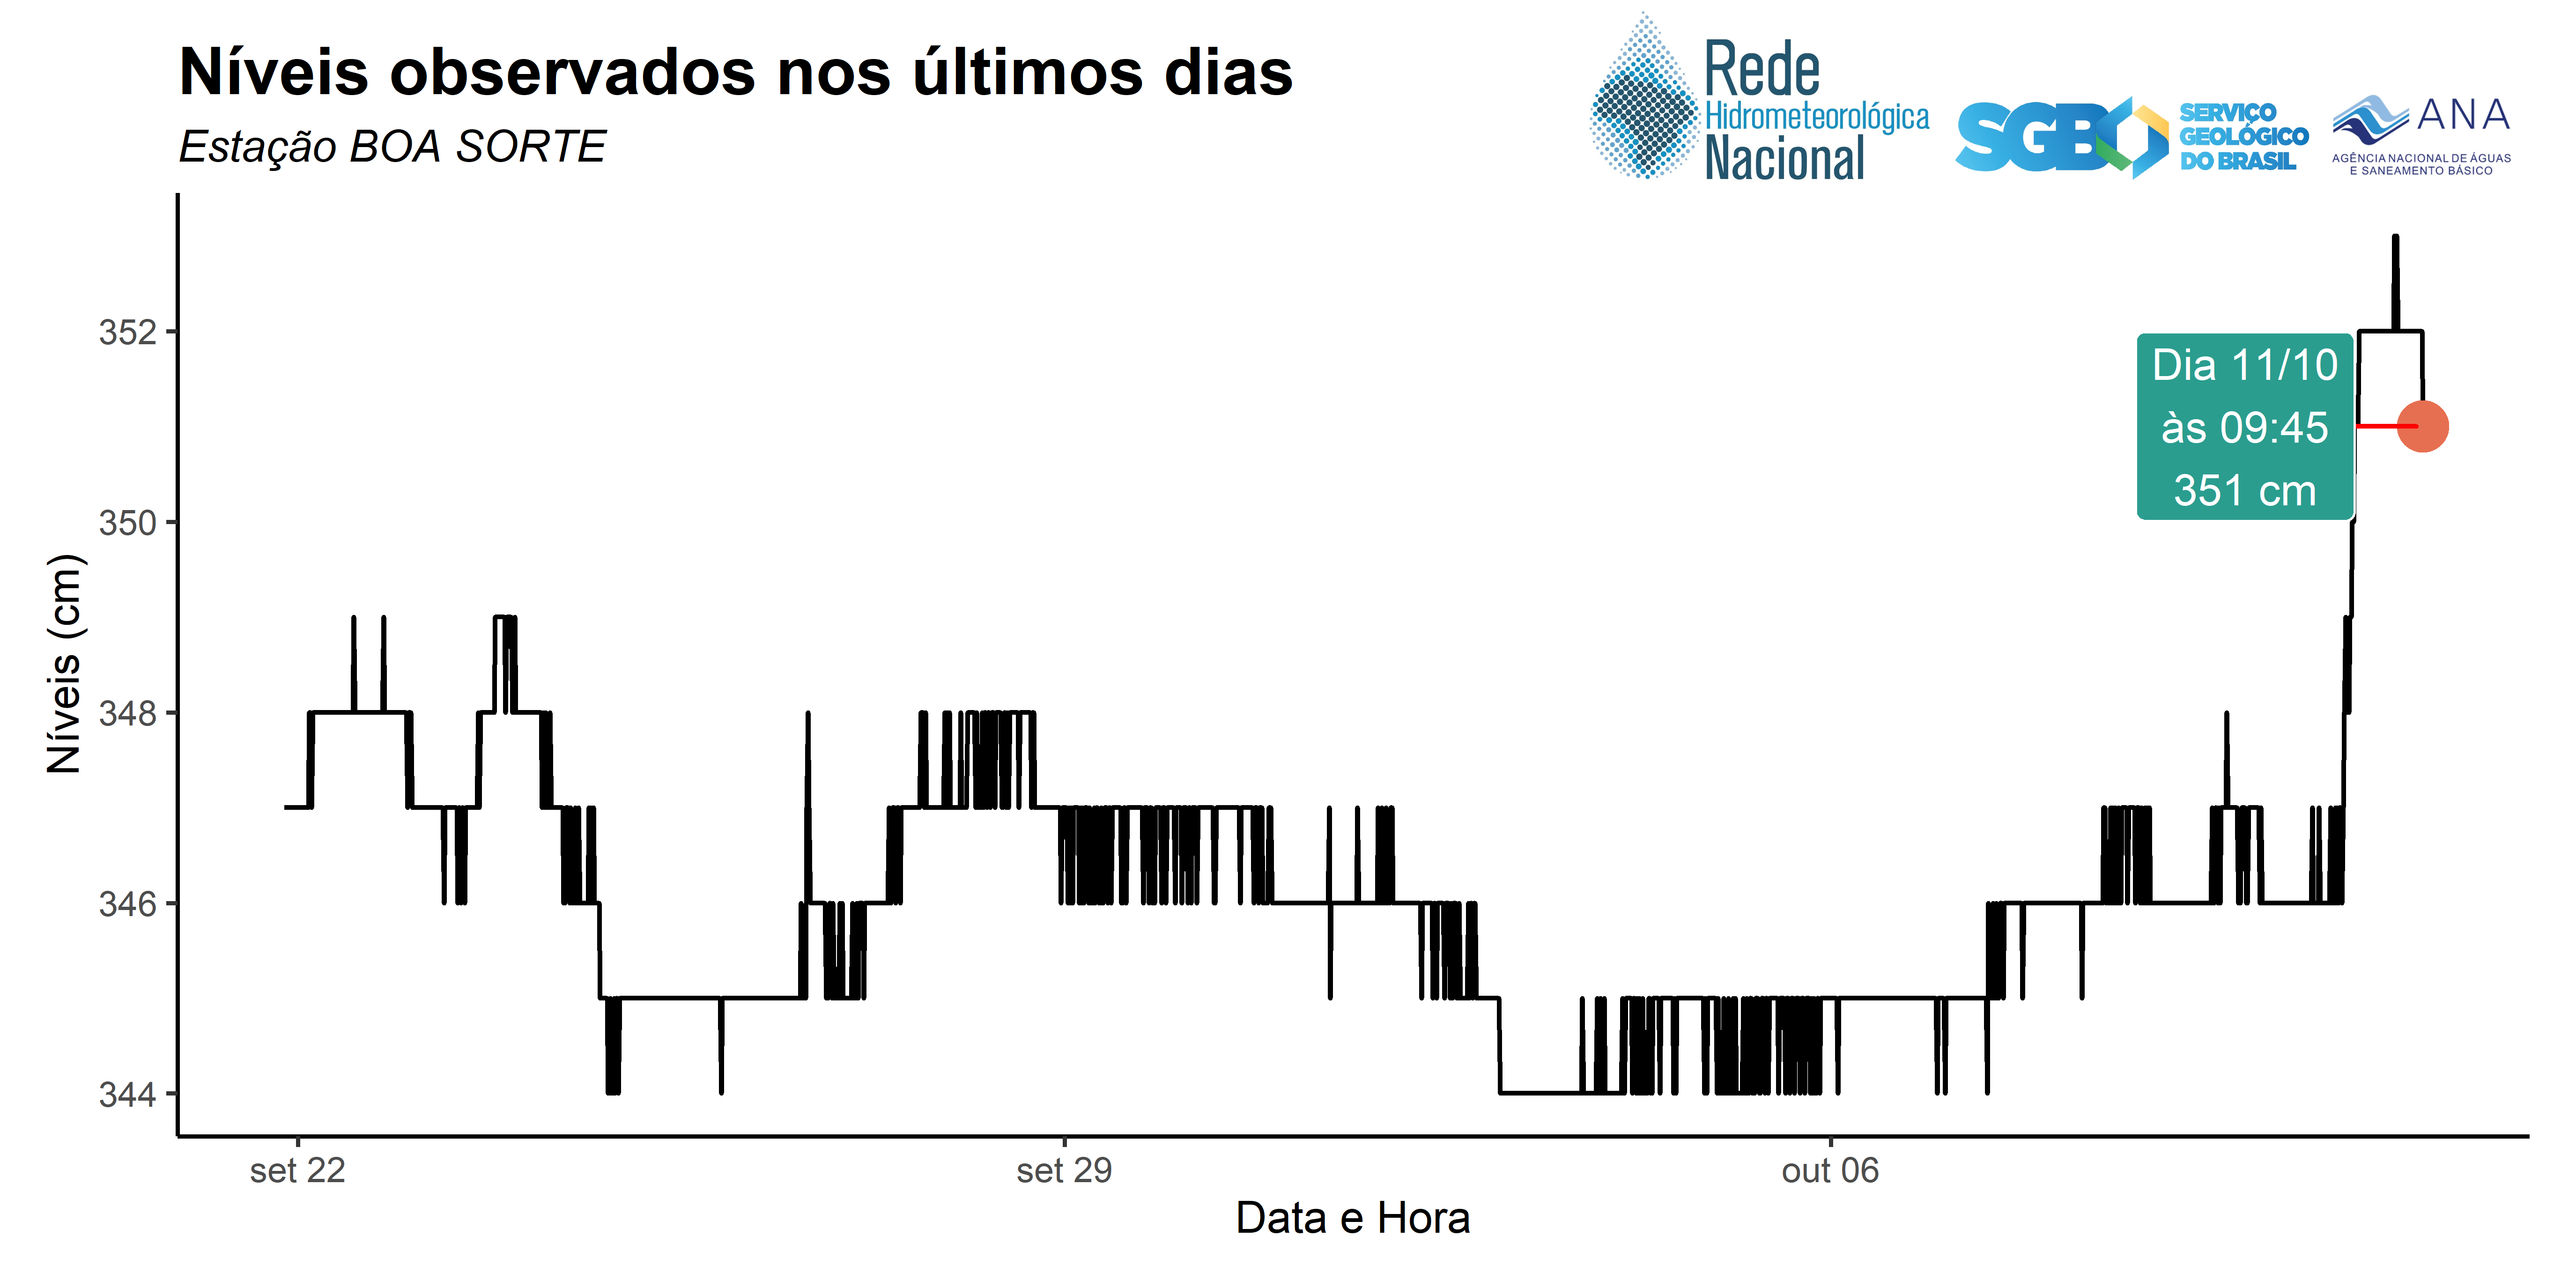 Níveis observados nos últimos dias
Estação BOA SORTE
Rede
Hidrometeorológica
Nacional
SGB
SERVIÇO
GEOLÓGICO
DO BRASIL
ANA
AGÊNCIA NACIONAL DE ÁGUAS
E SANEAMENTO BÁSICO
Níveis (cm)
352
350
348
346
344
Dia 11/10
às 09:45
351 cm
set 22
set 29
out 06
Data e Hora